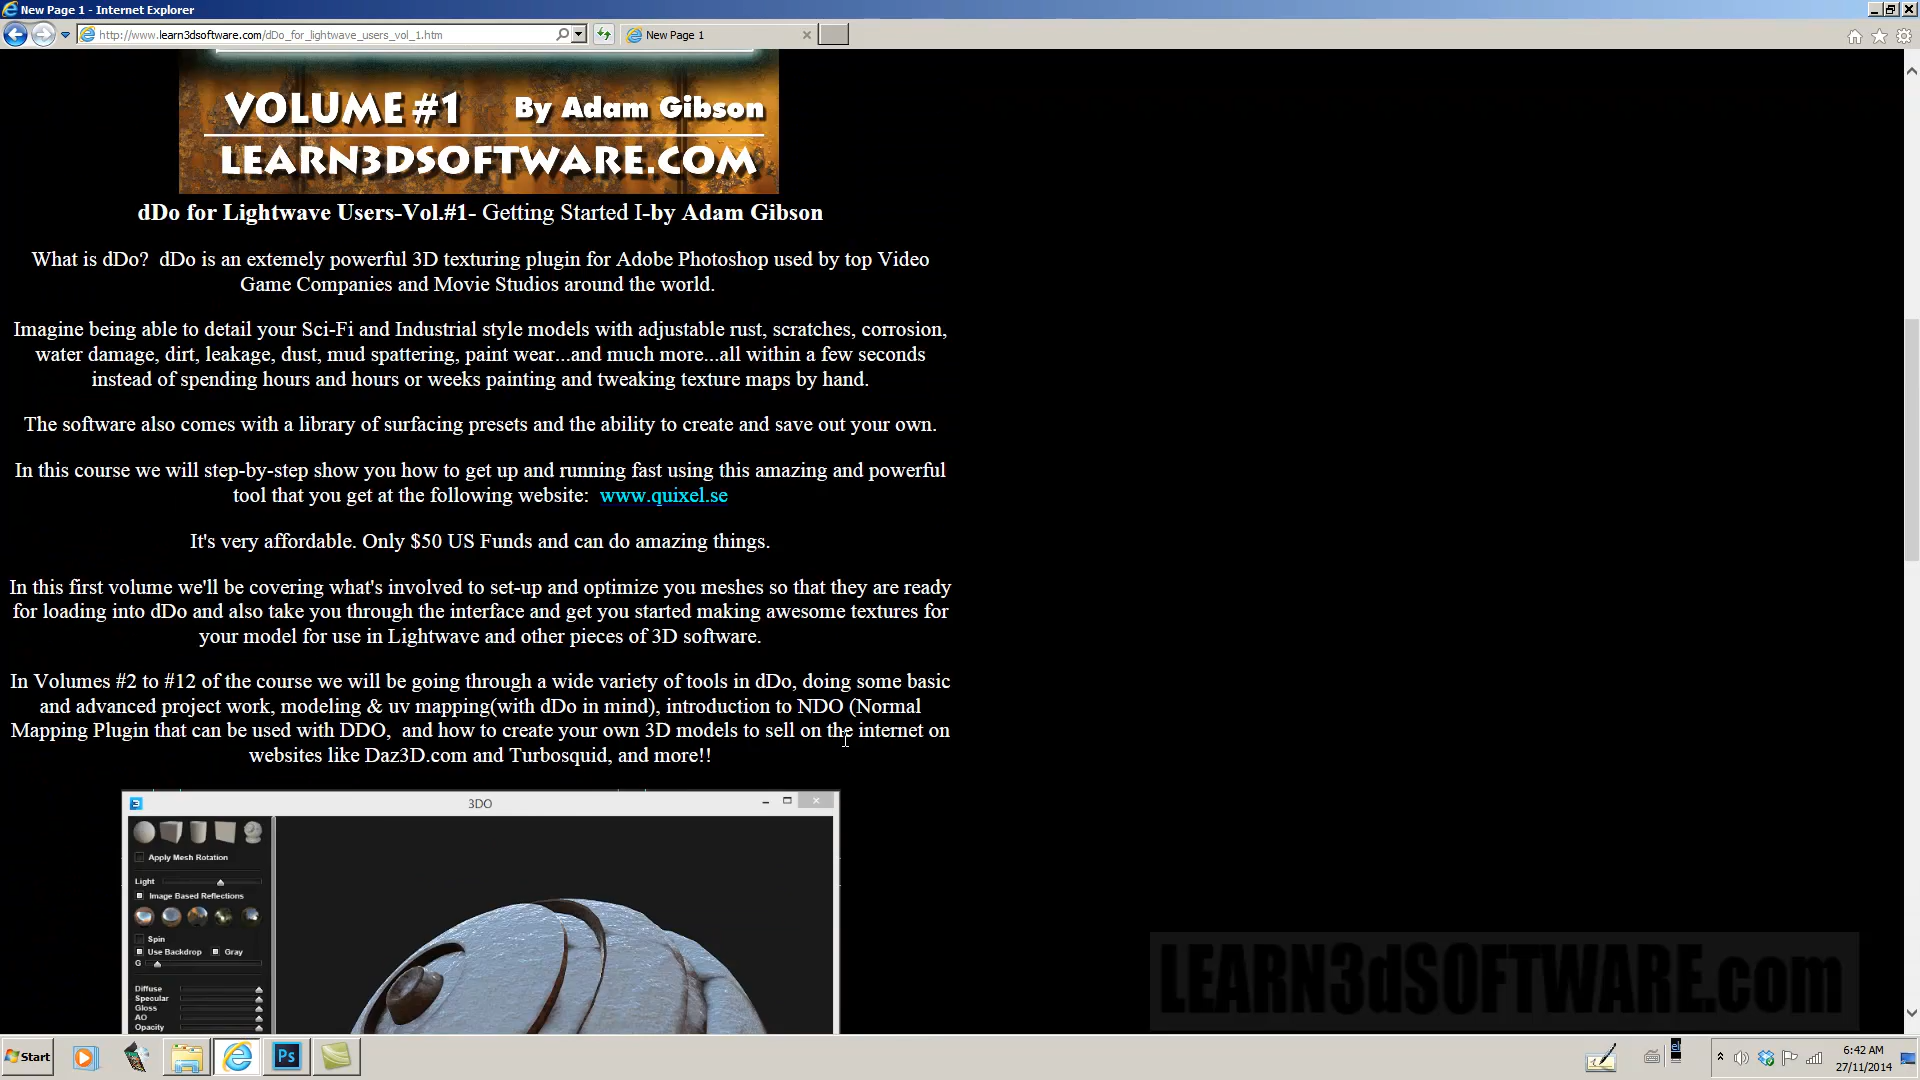 New Page 1 - Internet Explorer
http://www.learn3dsoftware.com/dDo_for_lightwave_users_vol_1.htm
New Page 1
VOLUME #1 By Adam Gibson
LEARN3DSOFTWARE.COM
dDo for Lightwave Users-Vol.#1- Getting Started I-by Adam Gibson
What is dDo?  dDo is an extemely powerful 3D texturing plugin for Adobe Photoshop used by top Video
Game Companies and Movie Studios around the world.
Imagine being able to detail your Sci-Fi and Industrial style models with adjustable rust, scratches, corrosion,
water damage, dirt, leakage, dust, mud spattering, paint wear...and much more...all within a few seconds
instead of spending hours and hours or weeks painting and tweaking texture maps by hand.
The software also comes with a library of surfacing presets and the ability to create and save out your own.
In this course we will step-by-step show you how to get up and running fast using this amazing and powerful
tool that you get at the following website:  www.quixel.se
It's very affordable. Only $50 US Funds and can do amazing things.
In this first volume we'll be covering what's involved to set-up and optimize you meshes so that they are ready
for loading into dDo and also take you through the interface and get you started making awesome textures for
your model for use in Lightwave and other pieces of 3D software.
In Volumes #2 to #12 of the course we will be going through a wide variety of tools in dDo, doing some basic
and advanced project work, modeling & uv mapping(with dDo in mind), introduction to NDO (Normal
Mapping Plugin that can be used with DDO,  and how to create your own 3D models to sell on the internet on
websites like Daz3D.com and Turbosquid, and more!!
3DO
Apply Mesh Rotation
Light
Image Based Reflections
Spin
Use Backdrop Gray
G
Diffuse
Specular
Gloss
AO
Opacity
LEARN3dSOFTWARE.com
Start
Ps
6:42 AM
27/11/2014